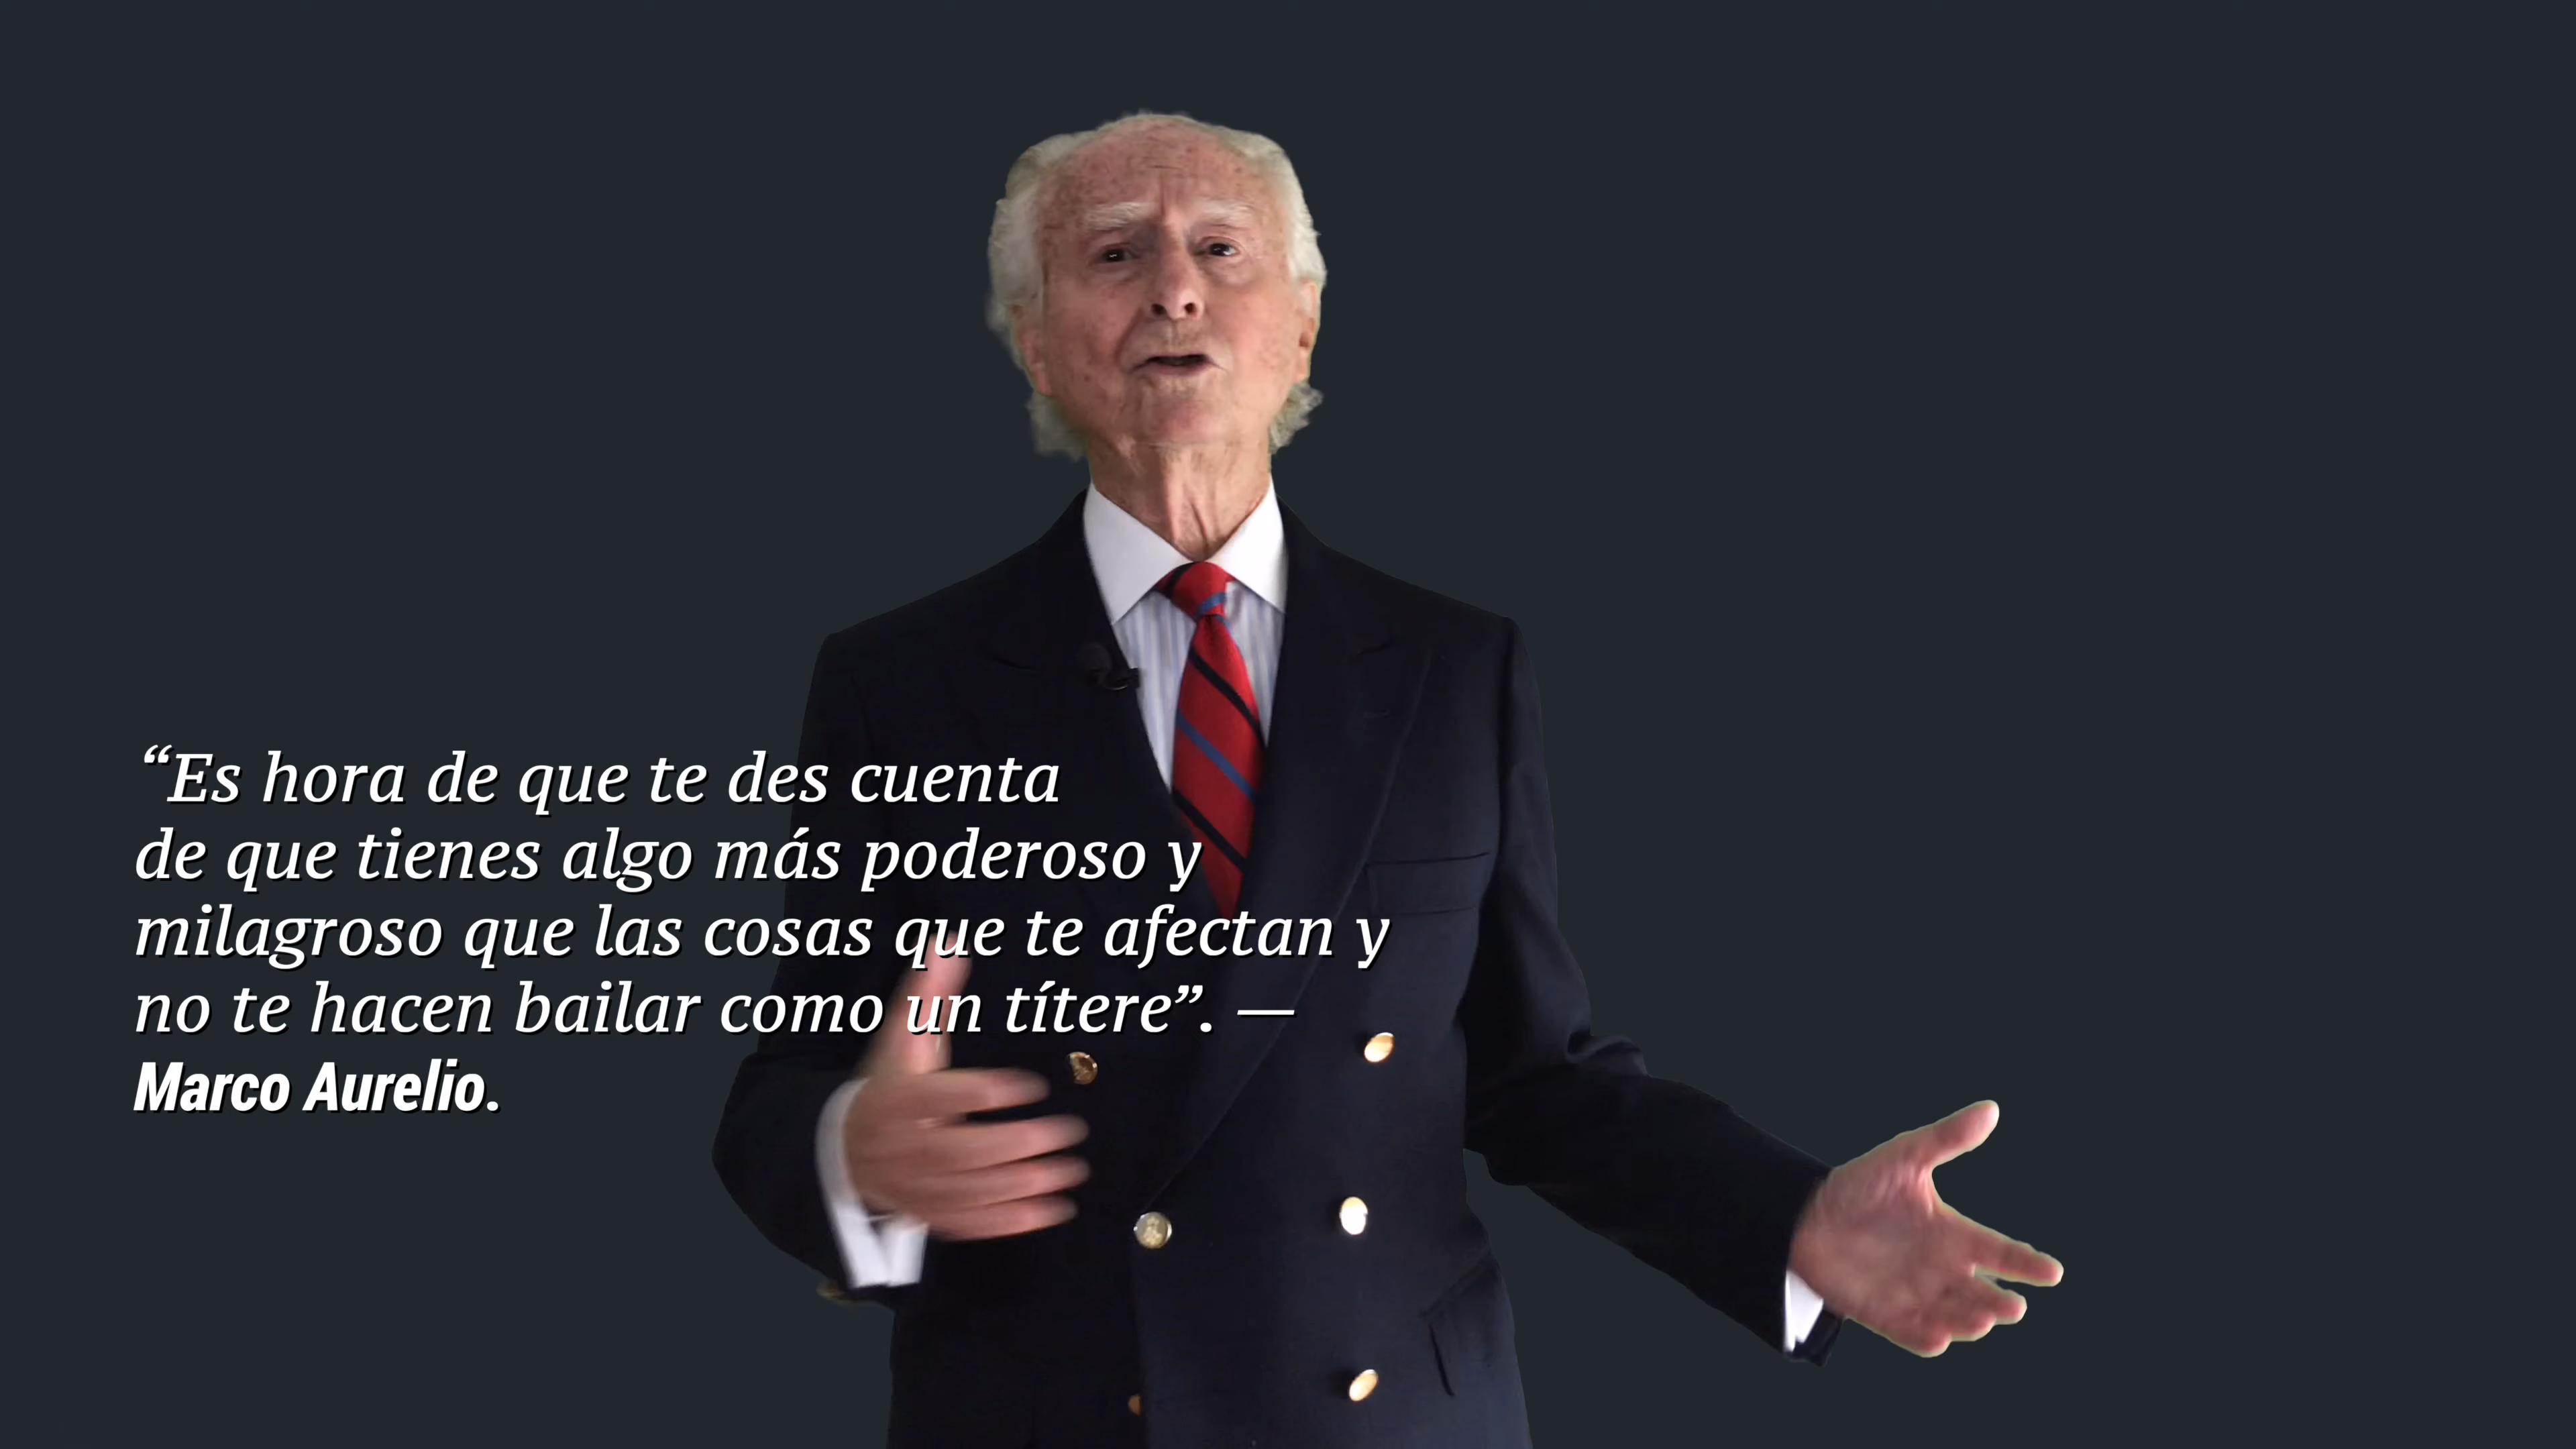 “Es hora de que te des cuenta
de que tienes algo más poderoso y
milagroso que las cosas que te afectan y
no te hacen bailar como un títere”. —
Marco Aurelio.